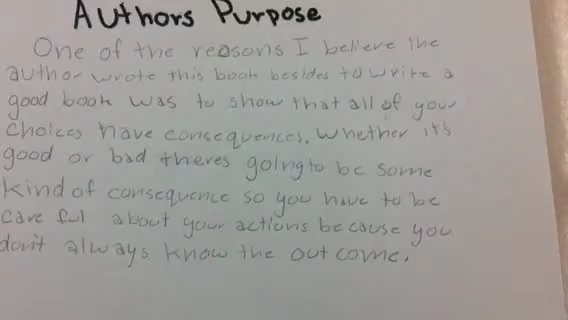 Authors Purpose
One of the reasons I believe the
author wrote this book besides to write a
good book was to show that all of your
choices have consequences. Whether it's
good or bad theres going to be some
kind of consequence so you have to be
care ful about your actions because you
don't always know the out come.